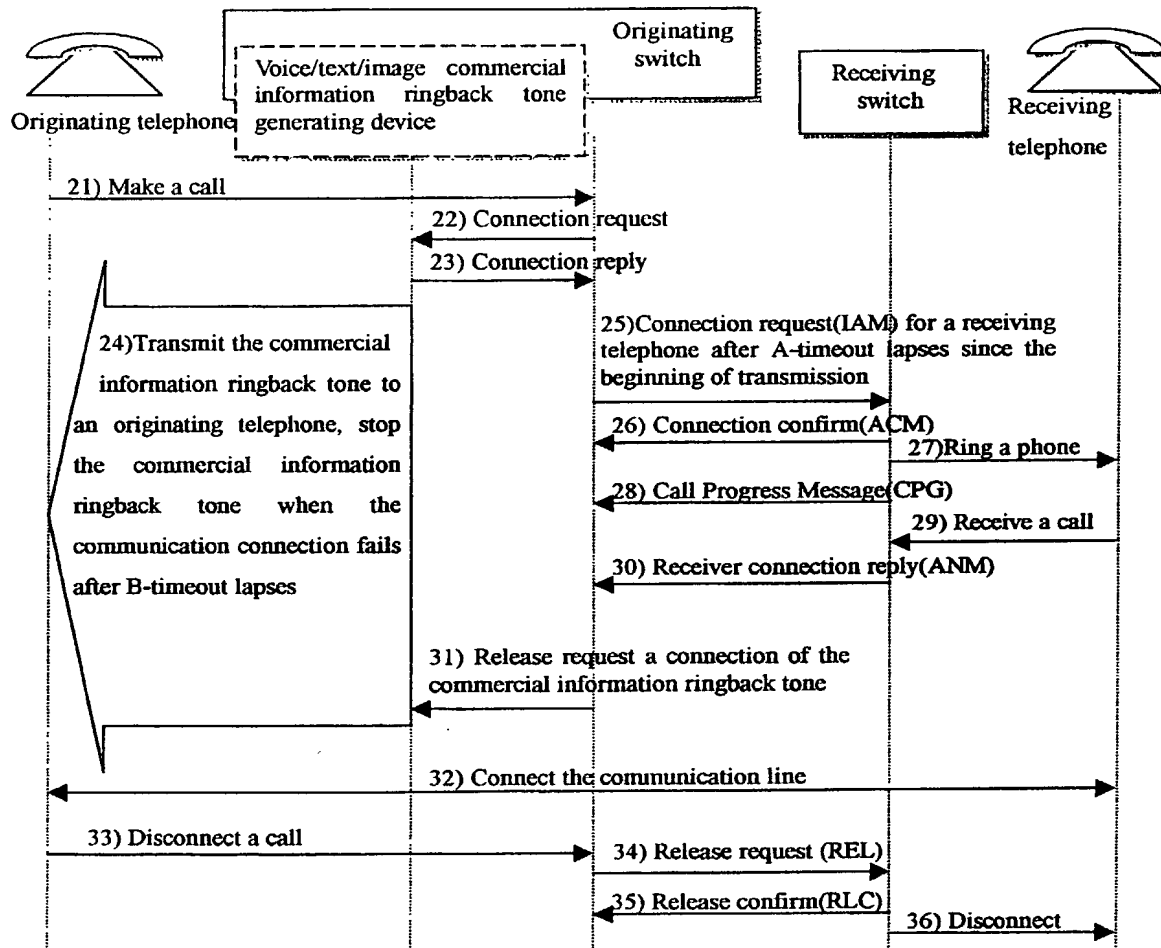 Originating
switch
Voice/text/image commercial
information ringback tone
generating device
Receiving
switch
Originating telephone
Receiving
telephone
21) Make a call
22) Connection request
23) Connection reply
24)Transmit the commercial
information ringback tone to
an originating telephone, stop
the commercial information
ringback tone when the
communication connection fails
after B-timeout lapses
25)Connection request(IAM) for a receiving
telephone after A-timeout lapses since the
beginning of transmission
26) Connection confirm(ACM)
27)Ring a phone
28) Call Progress Message(CPG)
29) Receive a call
30) Receiver connection reply(ANM)
31) Release request a connection of the
commercial information ringback tone
32) Connect the communication line
33) Disconnect a call
34) Release request (REL)
35) Release confirm(RLC)
36) Disconnect